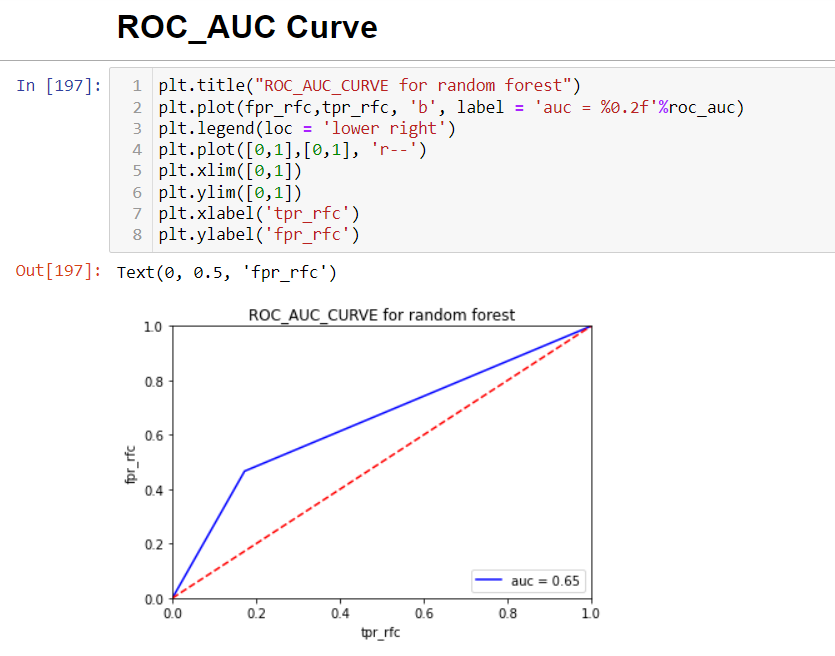 ROC_AUC Curve
In [197]:
1 plt.title("ROC_AUC_CURVE for random forest")
2 plt.plot(fpr_rfc,tpr_rfc, 'b', label = 'auc = %0.2f'%roc_auc)
3 plt.legend(loc = 'lower right')
4 plt.plot([0,1],[0,1], 'r--')
5 plt.xlim([0,1])
6 plt.ylim([0,1])
7 plt.xlabel('tpr_rfc')
8 plt.ylabel('fpr_rfc')
Out[197]: Text(0, 0.5, 'fpr_rfc')
ROC_AUC_CURVE for random forest
1.0
0.8
0.6
0.4
0.2
0.0
fpr_rfc
auc = 0.65
0.0 0.2 0.4 0.6 0.8 1.0
tpr_rfc